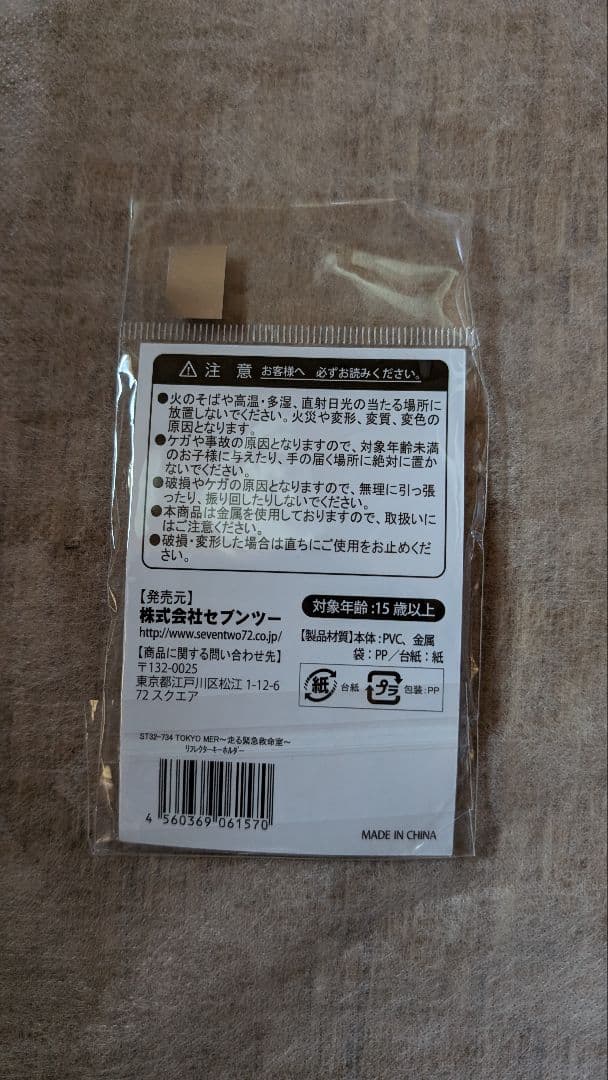 注 意 お客様へ 必ずお読みください。
●火のそばや高温・多湿、直射日光の当たる場所に
放置しないでください。火災や変形、変質、変色の
原因となります。
●ケガや事故の原因となりますので、対象年齢未満
のお子様に与えたり、手の届く場所に絶対に置か
ないでください。
●破損やケガの原因となりますので、無理に引っ張
ったり、振り回したりしないでください。
●本商品は金属を使用しておりますので、取扱いに
はご注意ください。
●破損・変形した場合は直ちにご使用をお止めくだ
さい。
【発売元】
株式会社セブンツー
http://www.seventwo72.co.jp/
【商品に関する問い合わせ先】
〒132-0025
東京都江戸川区松江 1-12-6
72 スクエア
対象年齢:15 歳以上
【製品材質】本体:PVC、金属
袋:PP/台紙:紙
紙 台紙 プラ 包装:PP
ST32-734 TOKYO MER~走る緊急救命室~
リフレクターキーホルダー
4 560369 061570
MADE IN CHINA